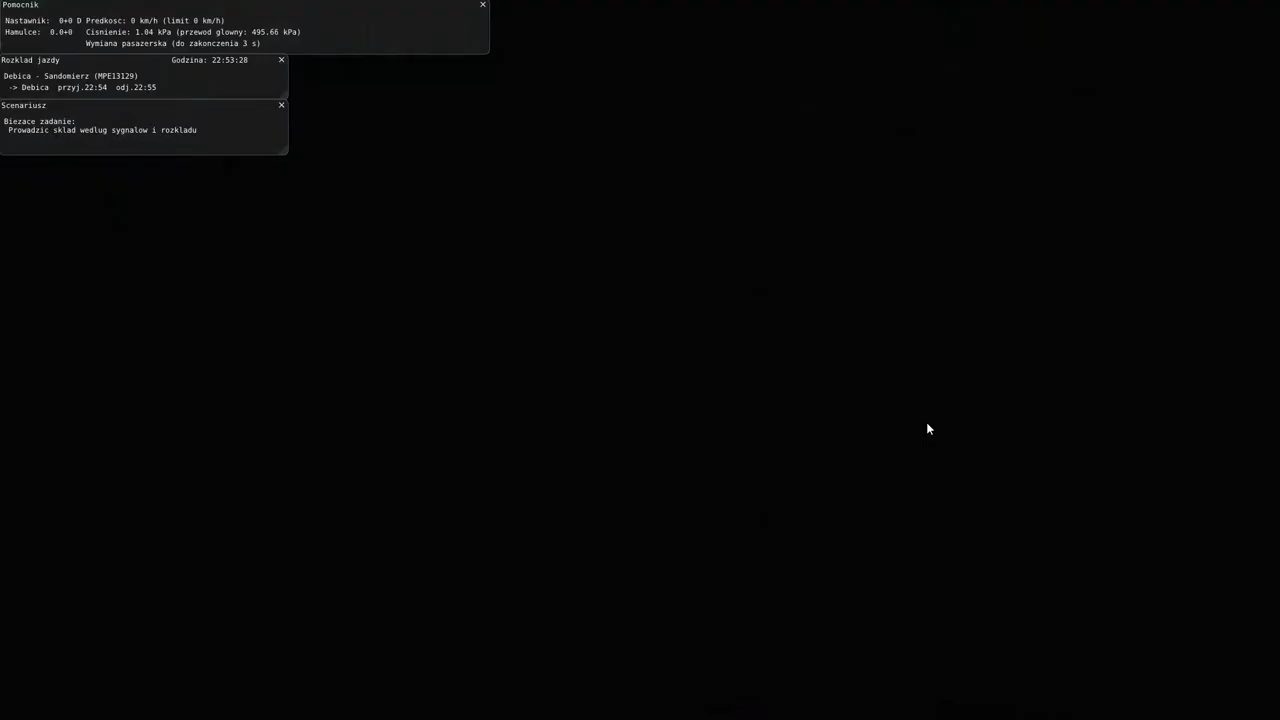 Pomocnik
Nastawnik: 0+0 D Predkosc: 0 km/h (limit 0 km/h)
Hamulce: 0.0+0 Cisnienie: 1.04 kPa (przewod glowny: 495.66 kPa)
Wymiana pasazerska (do zakonczenia 3 s)
Rozklad jazdy Godzina: 22:53:28
Debica - Sandomierz (MPE13129)
-> Debica przyj.22:54 odj.22:55
Scenariusz
Biezace zadanie:
Prowadzic sklad wedlug sygnalow i rozkladu